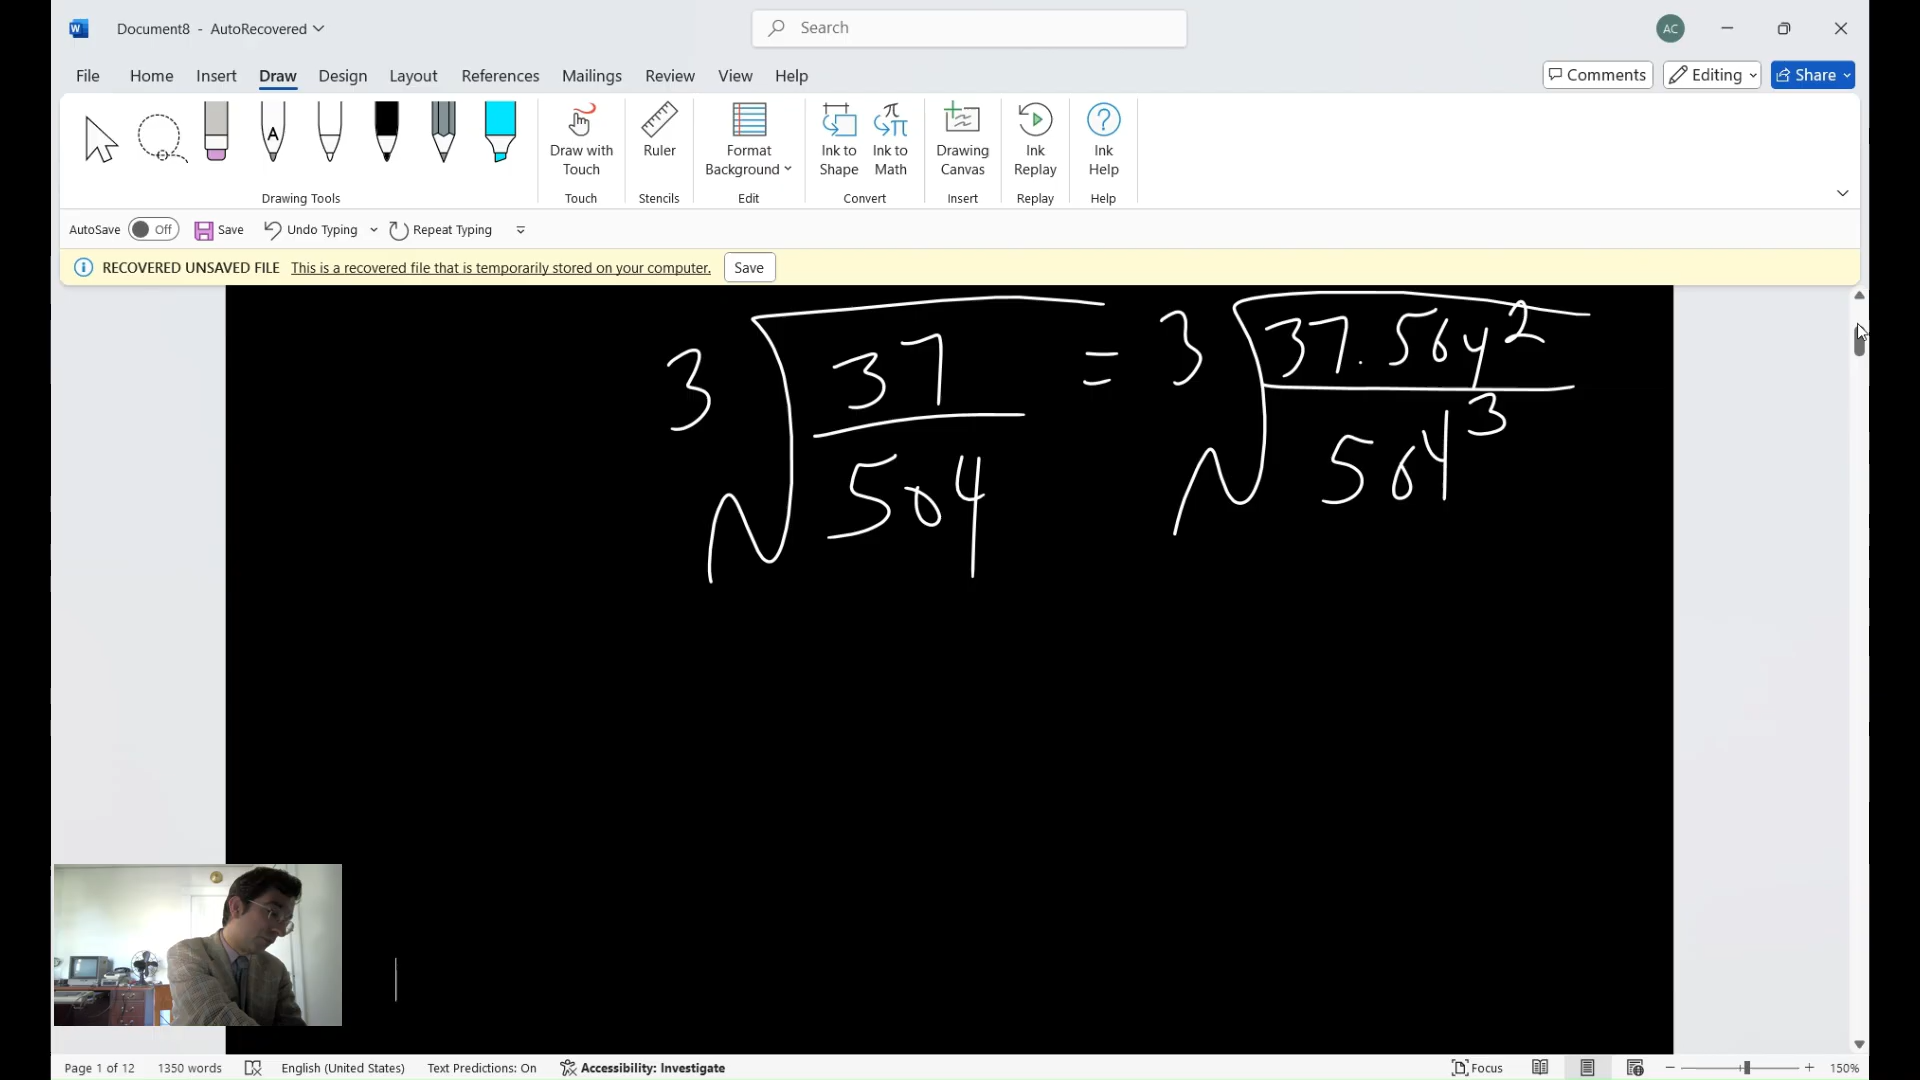 Document8 - AutoRecovered
Search
AC
File Home Insert Draw Design Layout References Mailings Review View Help
Comments Editing Share
A
Draw with Touch
Ruler
Format Background
Ink to Shape
Ink to Math
Drawing Canvas
Ink Replay
Ink Help
Drawing Tools Touch Stencils Edit Convert Insert Replay Help
AutoSave Off Save Undo Typing Repeat Typing
RECOVERED UNSAVED FILE This is a recovered file that is temporarily stored on your computer. Save
3√(37/504) = 3√(37.504²/504³)
Page 1 of 12 1350 words English (United States) Text Predictions: On Accessibility: Investigate Focus 150%